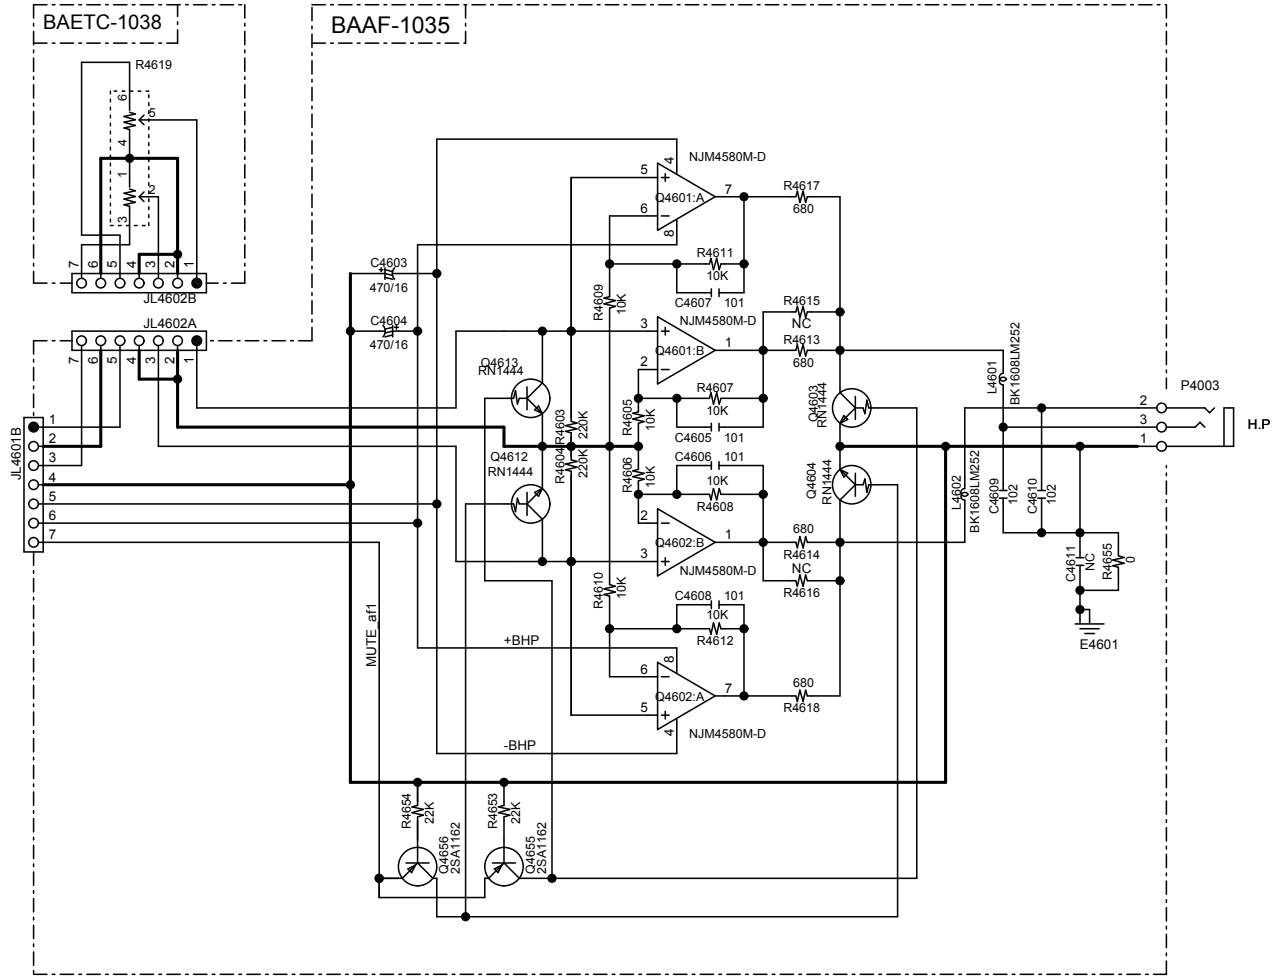 BAETC-1038
BAAF-1035
R4619
6
5
4
1
2
3
7
6
5
4
3
2
1
JL4602B
JL4602A
7
6
5
4
3
2
1
JL4601B
1
2
3
4
5
6
7
C4603
470/16
C4604
470/16
NJM4580M-D
4
5
6
Q4601:A
7
8
R4617
680
R4611
10K
C4607
101
R4609
10K
NJM4580M-D
3
2
Q4601:B
1
R4615
NC
R4613
680
R4607
10K
C4605
101
R4605
10K
Q4613
RN1444
R4603
220K
R4604
220K
Q4612
RN1444
C4606
101
10K
R4608
R4606
10K
2
3
Q4602:B
1
NJM4580M-D
680
R4614
NC
R4616
R4610
10K
C4608
101
10K
R4612
+BHP
8
6
5
Q4602:A
7
4
680
R4618
-BHP
NJM4580M-D
MUTE_af1
Q4603
RN1444
Q4604
RN1444
L4601
BK1608LM252
L4602
BK1608LM252
C4609
102
C4610
102
C4611
NC
R4655
0
E4601
P4003
2
3
1
H.P
R4654
22K
R4653
22K
Q4656
2SA1162
Q4655
2SA1162